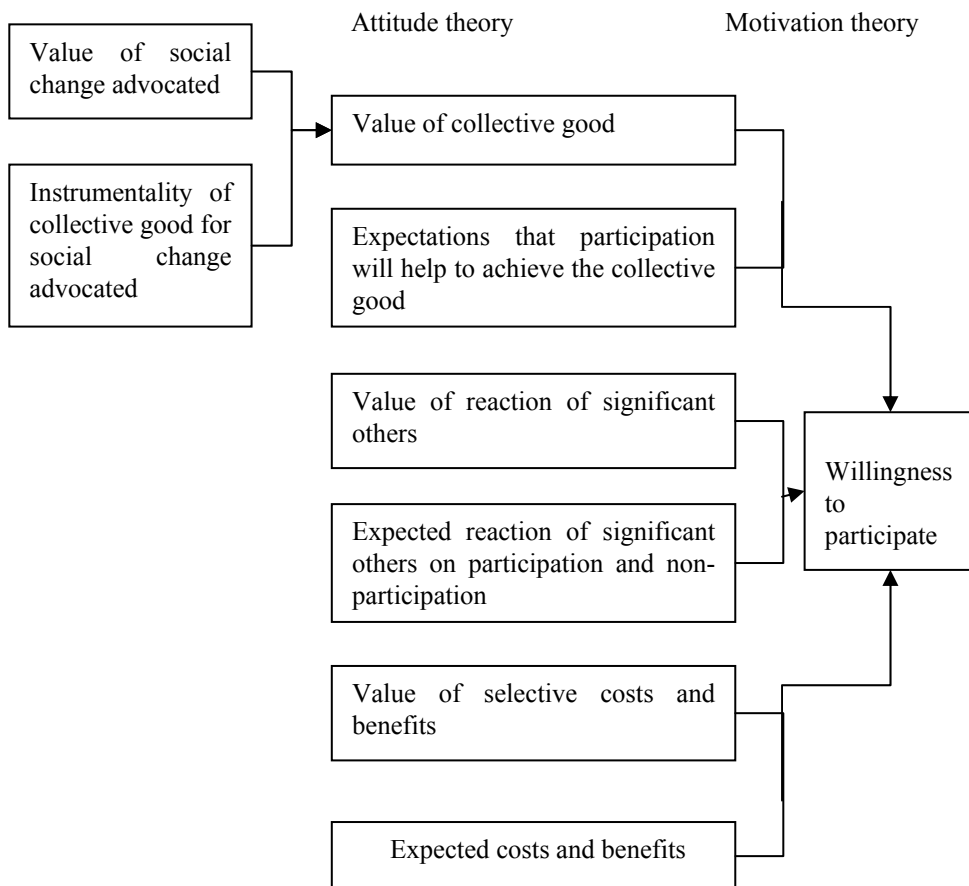 Attitude theory
Motivation theory
Value of social
change advocated
Instrumentality of
collective good for
social change
advocated
Value of collective good
Expectations that participation
will help to achieve the collective
good
Value of reaction of significant
others
Expected reaction of significant
others on participation and non-
participation
Value of selective costs and
benefits
Expected costs and benefits
Willingness
to
participate